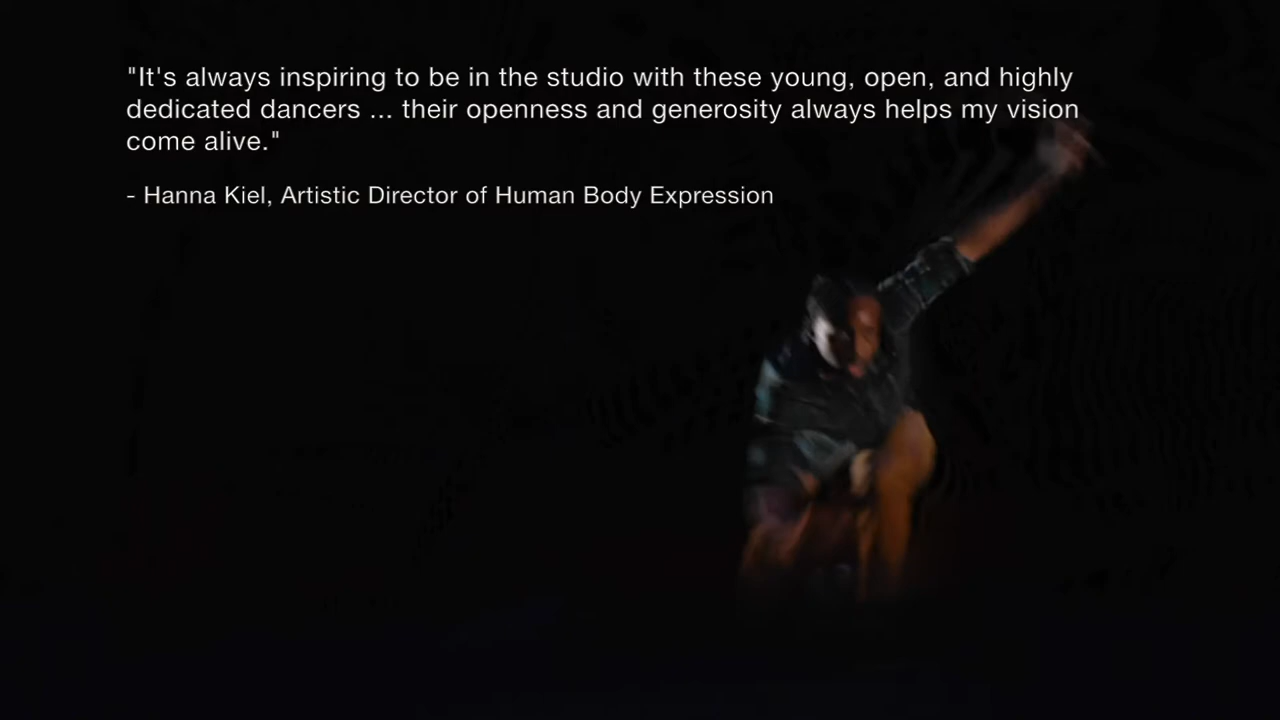 "It's always inspiring to be in the studio with these young, open, and highly
dedicated dancers ... their openness and generosity always helps my vision
come alive."
- Hanna Kiel, Artistic Director of Human Body Expression